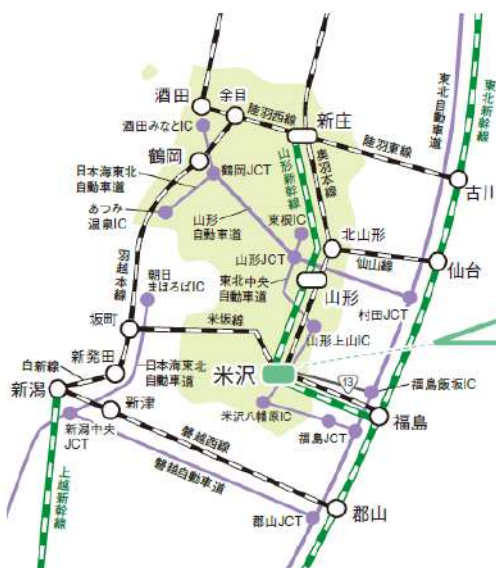 酒田
余目
陸羽西線
新庄
酒田みなとIC
鶴岡
鶴岡JCT
日本海東北
自動車道
あつみ
温泉IC
山形
自動車道
山形新幹線
奥羽本線
陸羽東線
東北自動車道
東北新幹線
古川
東根IC
北山形
山形JCT
仙山線
仙台
羽越本線
朝日
まほろばIC
東北中央
自動車道
山形
村田JCT
坂町
米坂線
山形上山IC
白新線
新発田
日本海東北
自動車道
米沢
13
福島飯坂IC
新潟
新津
米沢八幡原IC
福島
新潟中央
JCT
福島JCT
磐越西線
磐越自動車道
上越新幹線
郡山JCT
郡山